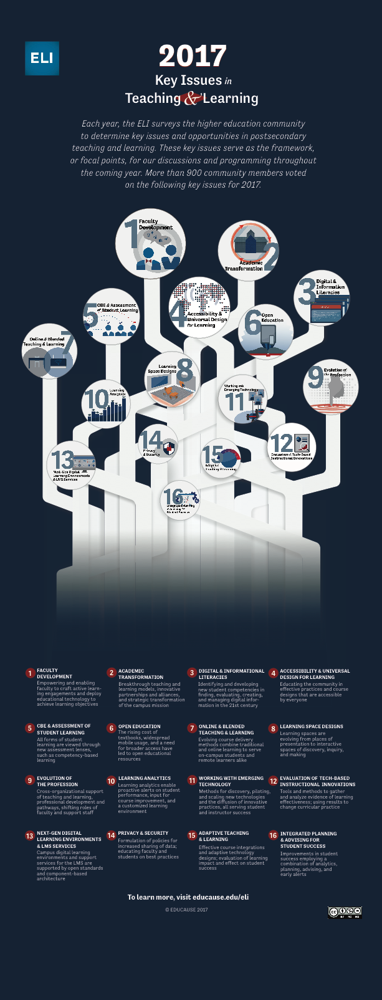 ELI
2017
Key Issues in
Teaching & Learning
Each year, the ELI surveys the higher education community
to determine key issues and opportunities in postsecondary
teaching and learning. These key issues serve as the framework,
or focal points, for our discussions and programming throughout
the coming year. More than 900 community members voted
on the following key issues for 2017.
1
Faculty
Development
Academic
Transformation
2
3
Digital &
Information
Literacies
4
Accessibility &
Universal Design
for Learning
5
CBE & Assessment
of Student Learning
6
Open
Education
Online & Blended
Teaching & Learning
7
Learning
Space Designs
8
9
Evolution of
the Profession
10
Learning
Analytics
Working with
Emerging Technology
11
12
Evaluation of Tech-Based
Instructional Innovations
13
Next-Gen Digital
Learning Environments
& LMS Services
14
Privacy
& Security
15
Adaptive
Teaching & Learning
16
Integrated Planning
& Advising for
Student Success
1 FACULTY
DEVELOPMENT
Empowering and enabling
faculty to craft active learn-
ing engagements and deploy
educational technology to
achieve learning objectives
2 ACADEMIC
TRANSFORMATION
Breakthrough teaching and
learning models, innovative
partnerships and alliances,
and strategic transformation
of the campus mission
3 DIGITAL & INFORMATIONAL
LITERACIES
Identifying and developing
new student competencies in
finding, evaluating, creating,
and managing digital infor-
mation in the 21st century
4 ACCESSIBILITY & UNIVERSAL
DESIGN FOR LEARNING
Educating the community in
effective practices and course
designs that are accessible
by everyone
5 CBE & ASSESSMENT OF
STUDENT LEARNING
All forms of student
learning are viewed through
new assessment lenses,
such as competency-based
learning
6 OPEN EDUCATION
The rising cost of
textbooks, widespread
mobile usage, and a need
for broader access have
led to open educational
resources
7 ONLINE & BLENDED
TEACHING & LEARNING
Evolving course delivery
methods combine traditional
and online learning to serve
on-campus students and
remote learners alike
8 LEARNING SPACE DESIGNS
Learning spaces are
evolving from places of
presentation to interactive
spaces of discovery, inquiry,
and making
9 EVOLUTION OF
THE PROFESSION
Cross-organizational support
of teaching and learning,
professional development and
pathways, shifting roles of
faculty and support staff
10 LEARNING ANALYTICS
Learning analytics enable
proactive alerts on student
performance, input for
course improvement, and
a customized learning
environment
11 WORKING WITH EMERGING
TECHNOLOGY
Methods for discovery, piloting,
and scaling new technologies
and the diffusion of innovative
practices, all serving student
and instructor success
12 EVALUATION OF TECH-BASED
INSTRUCTIONAL INNOVATIONS
Tools and methods to gather
and analyze evidence of learning
effectiveness; using results to
change curricular practice
13 NEXT-GEN DIGITAL
LEARNING ENVIRONMENTS
& LMS SERVICES
Campus digital learning
environments and support
services for the LMS are
supported by open standards
and component-based
architecture
14 PRIVACY & SECURITY
Formulation of policies for
increased sharing of data;
educating faculty and
students on best practices
15 ADAPTIVE TEACHING
& LEARNING
Effective course integrations
and adaptive technology
designs; evaluation of learning
impact and effect on student
success
16 INTEGRATED PLANNING
& ADVISING FOR
STUDENT SUCCESS
Improvements in student
success employing a
combination of analytics,
planning, advising, and
early alerts
To learn more, visit educause.edu/eli
© EDUCAUSE 2017
cc
BY NC ND